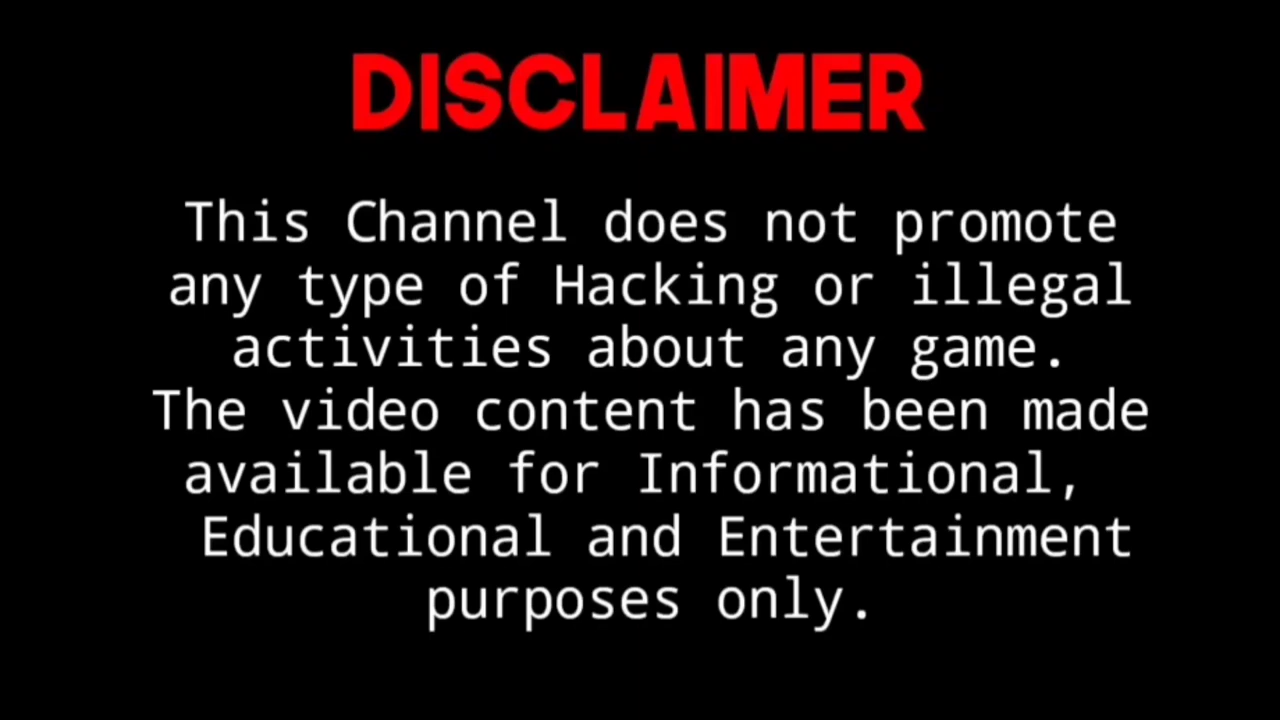 DISCLAIMER
This Channel does not promote
any type of Hacking or illegal
activities about any game.
The video content has been made
available for Informational,
Educational and Entertainment
purposes only.